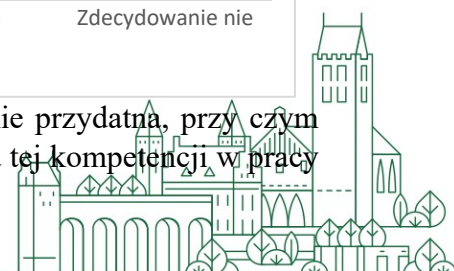 Zdecydowanie nie
ie przydatna, przy czym
tej kompetencji w pracy